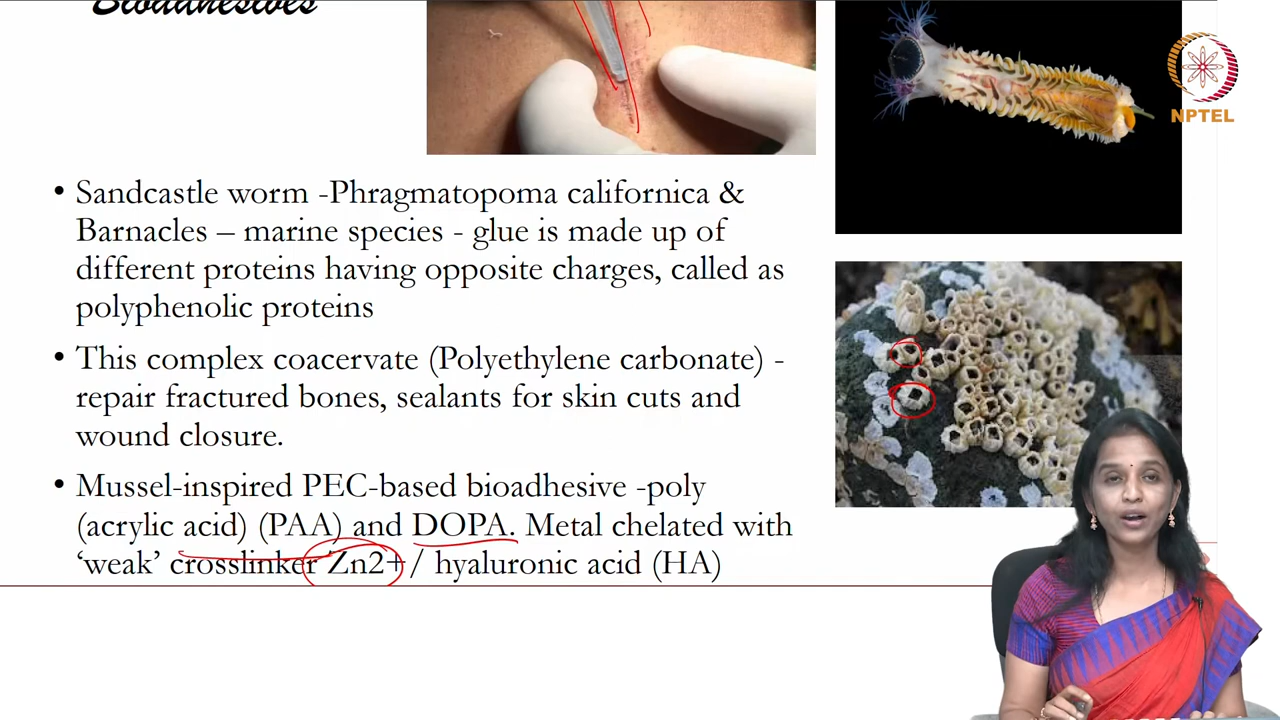 Bioadhesives
NPTEL
• Sandcastle worm -Phragmatopoma californica &
Barnacles – marine species - glue is made up of
different proteins having opposite charges, called as
polyphenolic proteins
• This complex coacervate (Polyethylene carbonate) -
repair fractured bones, sealants for skin cuts and
wound closure.
• Mussel-inspired PEC-based bioadhesive -poly
(acrylic acid) (PAA) and DOPA. Metal chelated with
‘weak’ crosslinker Zn2+/ hyaluronic acid (HA)